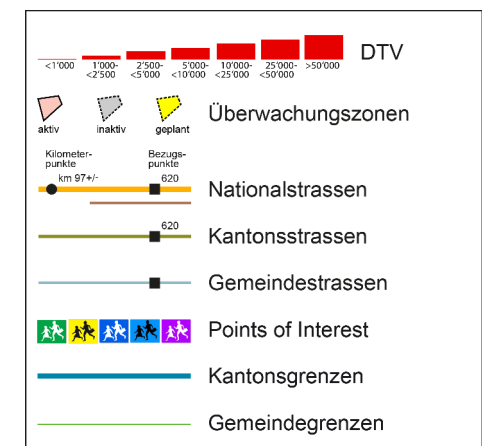 DTV
<1'000 1'000- 2'500- 5'000- 10'000- 25'000- >50'000
<2'500 <5'000 <10'000 <25'000 <50'000
Überwachungszonen
aktiv inaktiv geplant
Kilometer- Bezugs-
punkte punkte
km 97+/- 620
Nationalstrassen
620
Kantonsstrassen
Gemeindestrassen
Points of Interest
Kantonsgrenzen
Gemeindegrenzen